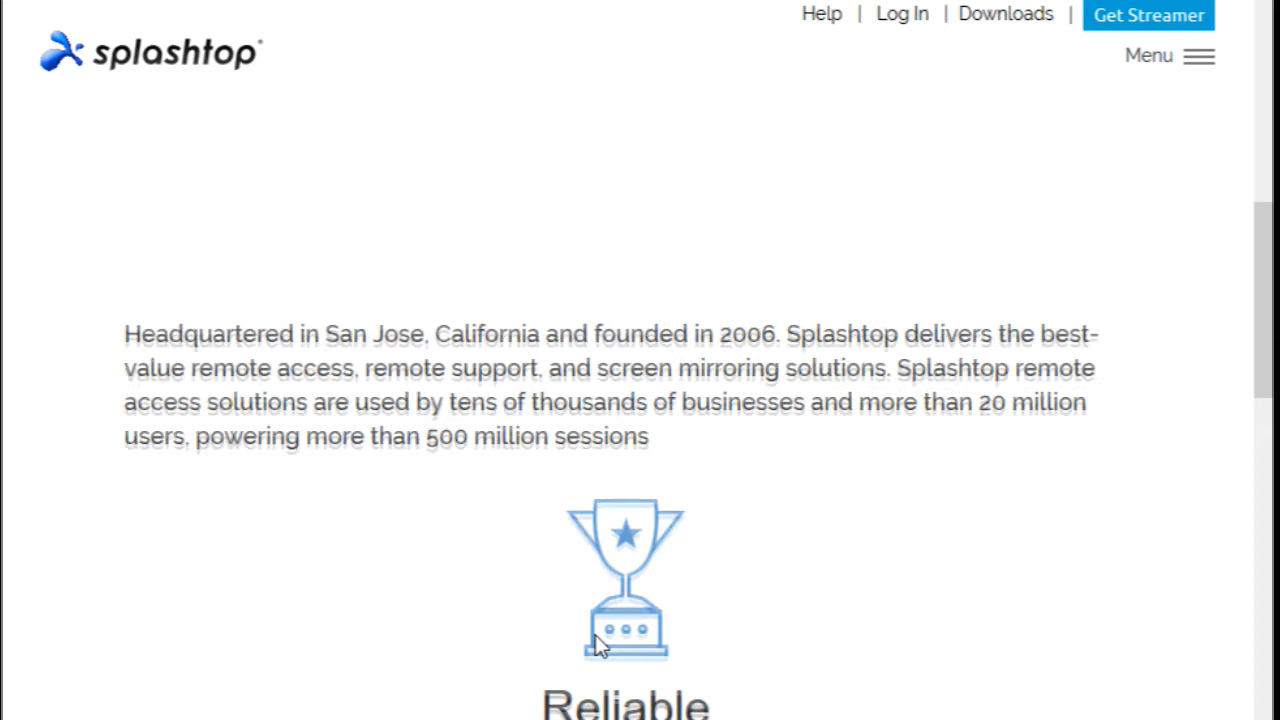 Help | Log In | Downloads | Get Streamer
splashtop
Menu
Headquartered in San Jose, California and founded in 2006. Splashtop delivers the best-
value remote access, remote support, and screen mirroring solutions. Splashtop remote
access solutions are used by tens of thousands of businesses and more than 20 million
users, powering more than 500 million sessions
Reliable